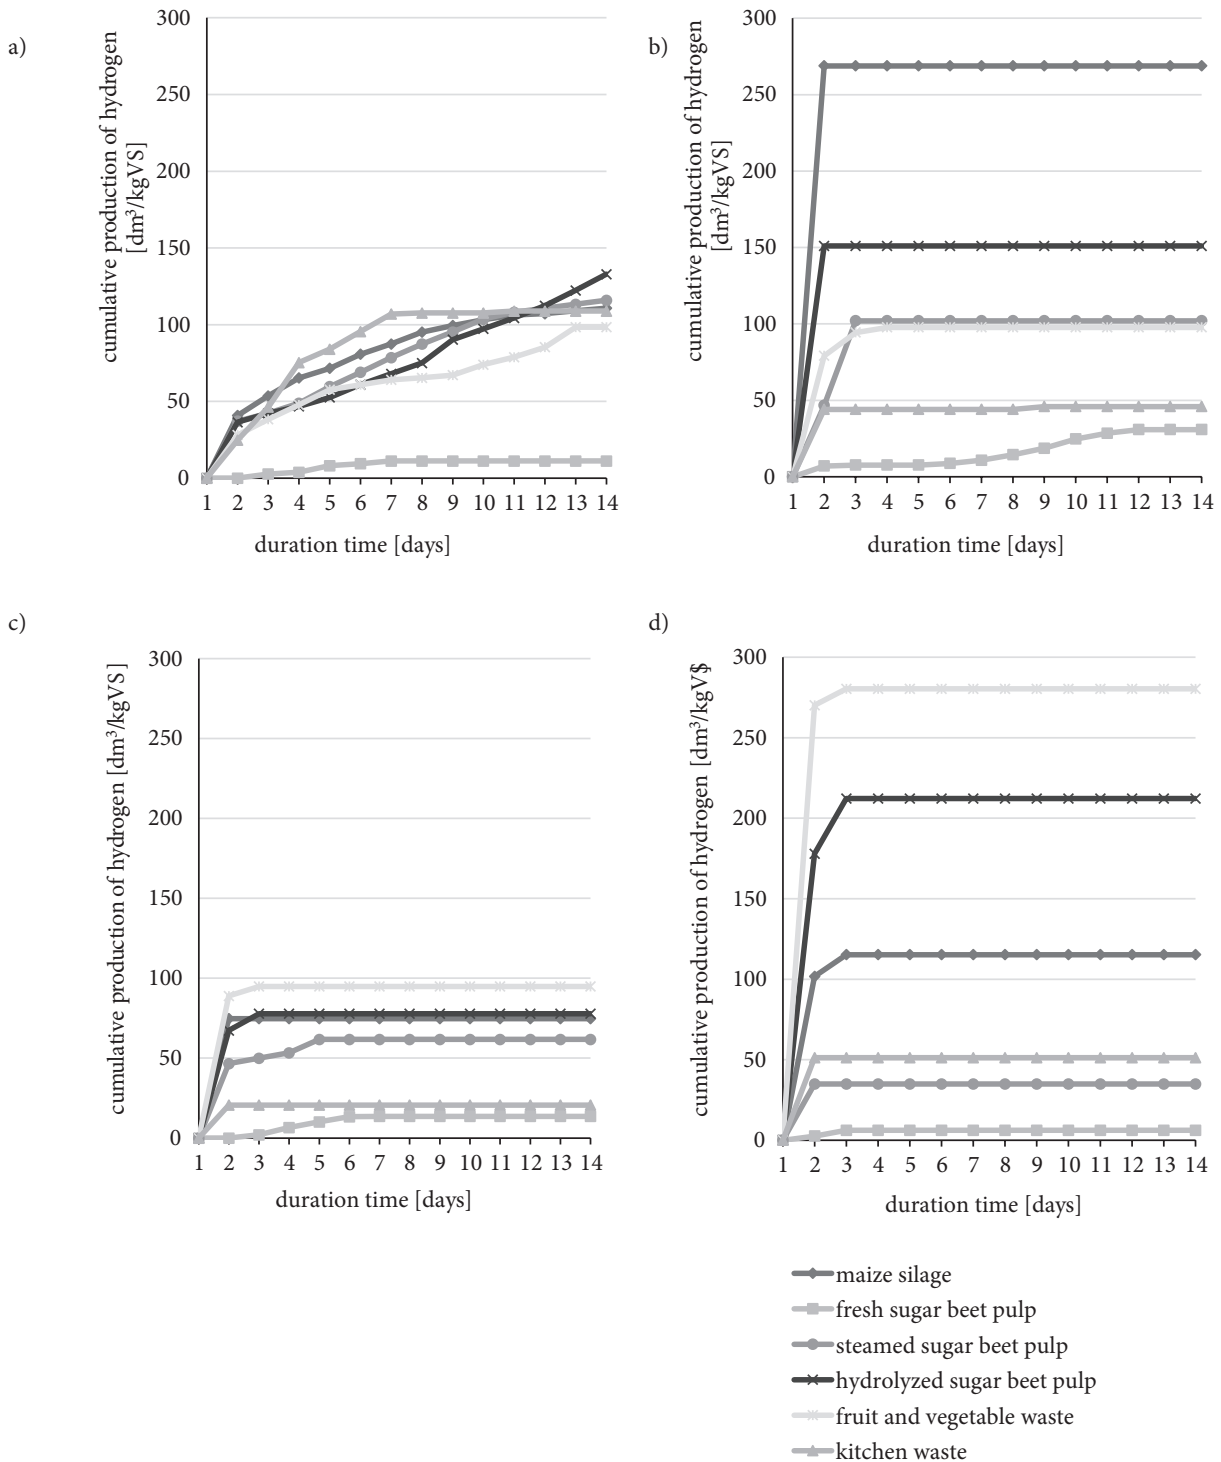 a)
cumulative production of hydrogen
[dm³/kgVS]
300
250
200
150
100
50
0
1 2 3 4 5 6 7 8 9 10 11 12 13 14
duration time [days]
b)
cumulative production of hydrogen
[dm³/kgVS]
300
250
200
150
100
50
0
1 2 3 4 5 6 7 8 9 10 11 12 13 14
duration time [days]
c)
cumulative production of hydrogen [dm³/kgVS]
300
250
200
150
100
50
0
1 2 3 4 5 6 7 8 9 10 11 12 13 14
duration time [days]
d)
cumulative production of hydrogen [dm³/kgV$
300
250
200
150
100
50
0
1 2 3 4 5 6 7 8 9 10 11 12 13 14
duration time [days]
maize silage
fresh sugar beet pulp
steamed sugar beet pulp
hydrolyzed sugar beet pulp
fruit and vegetable waste
kitchen waste